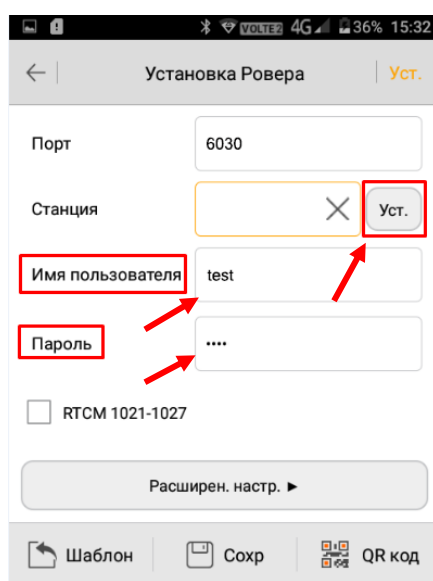 VOLTE2 4G 36% 15:32
Установка Ровера Уст.
Порт 6030
Станция Уст.
Имя пользователя test
Пароль ····
RTCM 1021-1027
Расширен. настр. ►
Шаблон Сохр QR код